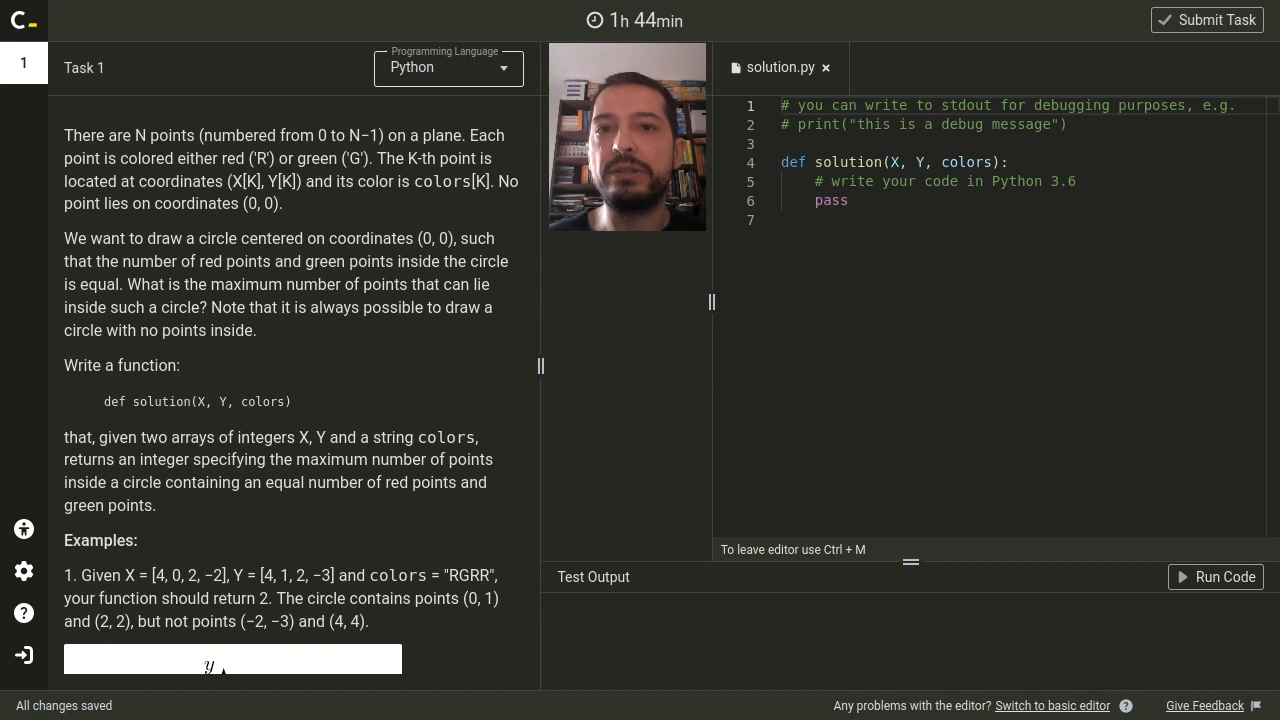 C_
1h 44min
Submit Task
1
Task 1
Programming Language
Python
There are N points (numbered from 0 to N−1) on a plane. Each
point is colored either red ('R') or green ('G'). The K-th point is
located at coordinates (X[K], Y[K]) and its color is colors[K]. No
point lies on coordinates (0, 0).
We want to draw a circle centered on coordinates (0, 0), such
that the number of red points and green points inside the circle
is equal. What is the maximum number of points that can lie
inside such a circle? Note that it is always possible to draw a
circle with no points inside.
Write a function:
def solution(X, Y, colors)
that, given two arrays of integers X, Y and a string colors,
returns an integer specifying the maximum number of points
inside a circle containing an equal number of red points and
green points.
Examples:
1. Given X = [4, 0, 2, −2], Y = [4, 1, 2, −3] and colors = "RGRR",
your function should return 2. The circle contains points (0, 1)
and (2, 2), but not points (−2, −3) and (4, 4).
y
solution.py
1 # you can write to stdout for debugging purposes, e.g.
2 # print("this is a debug message")
3
4 def solution(X, Y, colors):
5 # write your code in Python 3.6
6 pass
7
To leave editor use Ctrl + M
Test Output
Run Code
All changes saved
Any problems with the editor? Switch to basic editor
Give Feedback